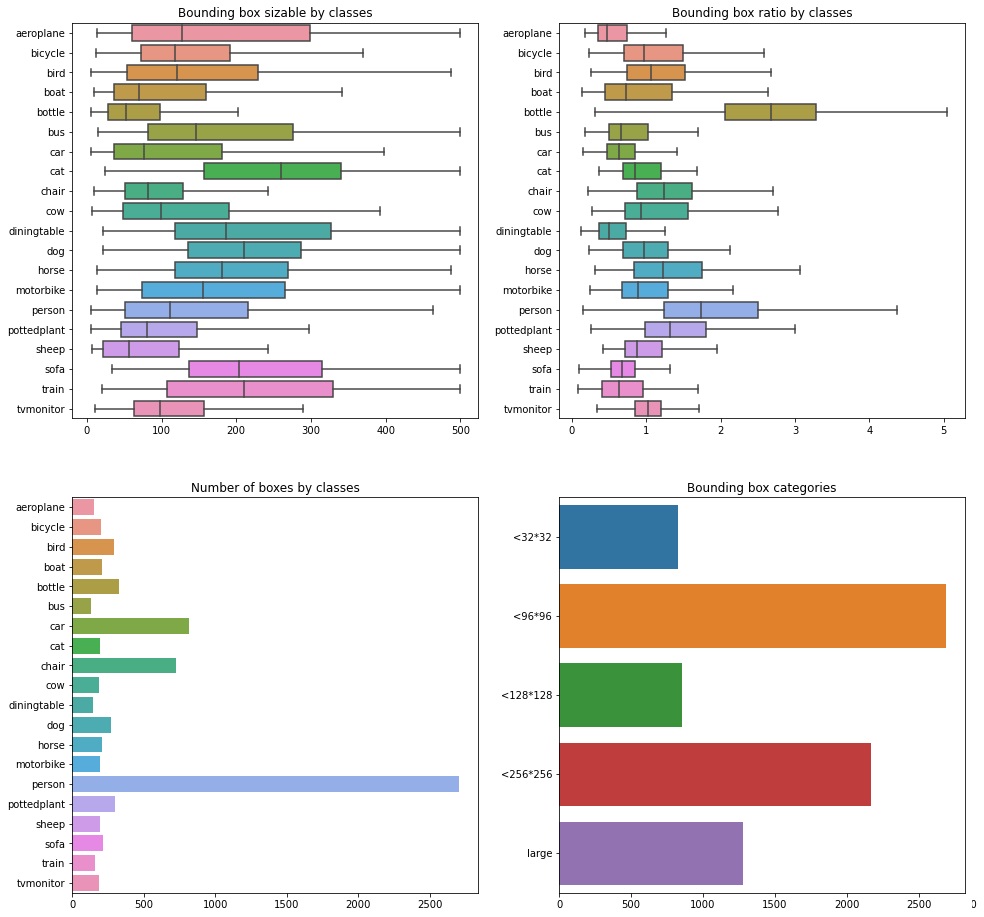 Bounding box sizable by classes
aeroplane
bicycle
bird
boat
bottle
bus
car
cat
chair
cow
diningtable
dog
horse
motorbike
person
pottedplant
sheep
sofa
train
tvmonitor
0 100 200 300 400 500
Bounding box ratio by classes
aeroplane
bicycle
bird
boat
bottle
bus
car
cat
chair
cow
diningtable
dog
horse
motorbike
person
pottedplant
sheep
sofa
train
tvmonitor
0 1 2 3 4 5
Number of boxes by classes
aeroplane
bicycle
bird
boat
bottle
bus
car
cat
chair
cow
diningtable
dog
horse
motorbike
person
pottedplant
sheep
sofa
train
tvmonitor
0 500 1000 1500 2000 2500
Bounding box categories
<32*32
<96*96
<128*128
<256*256
large
0 500 1000 1500 2000 2500 0